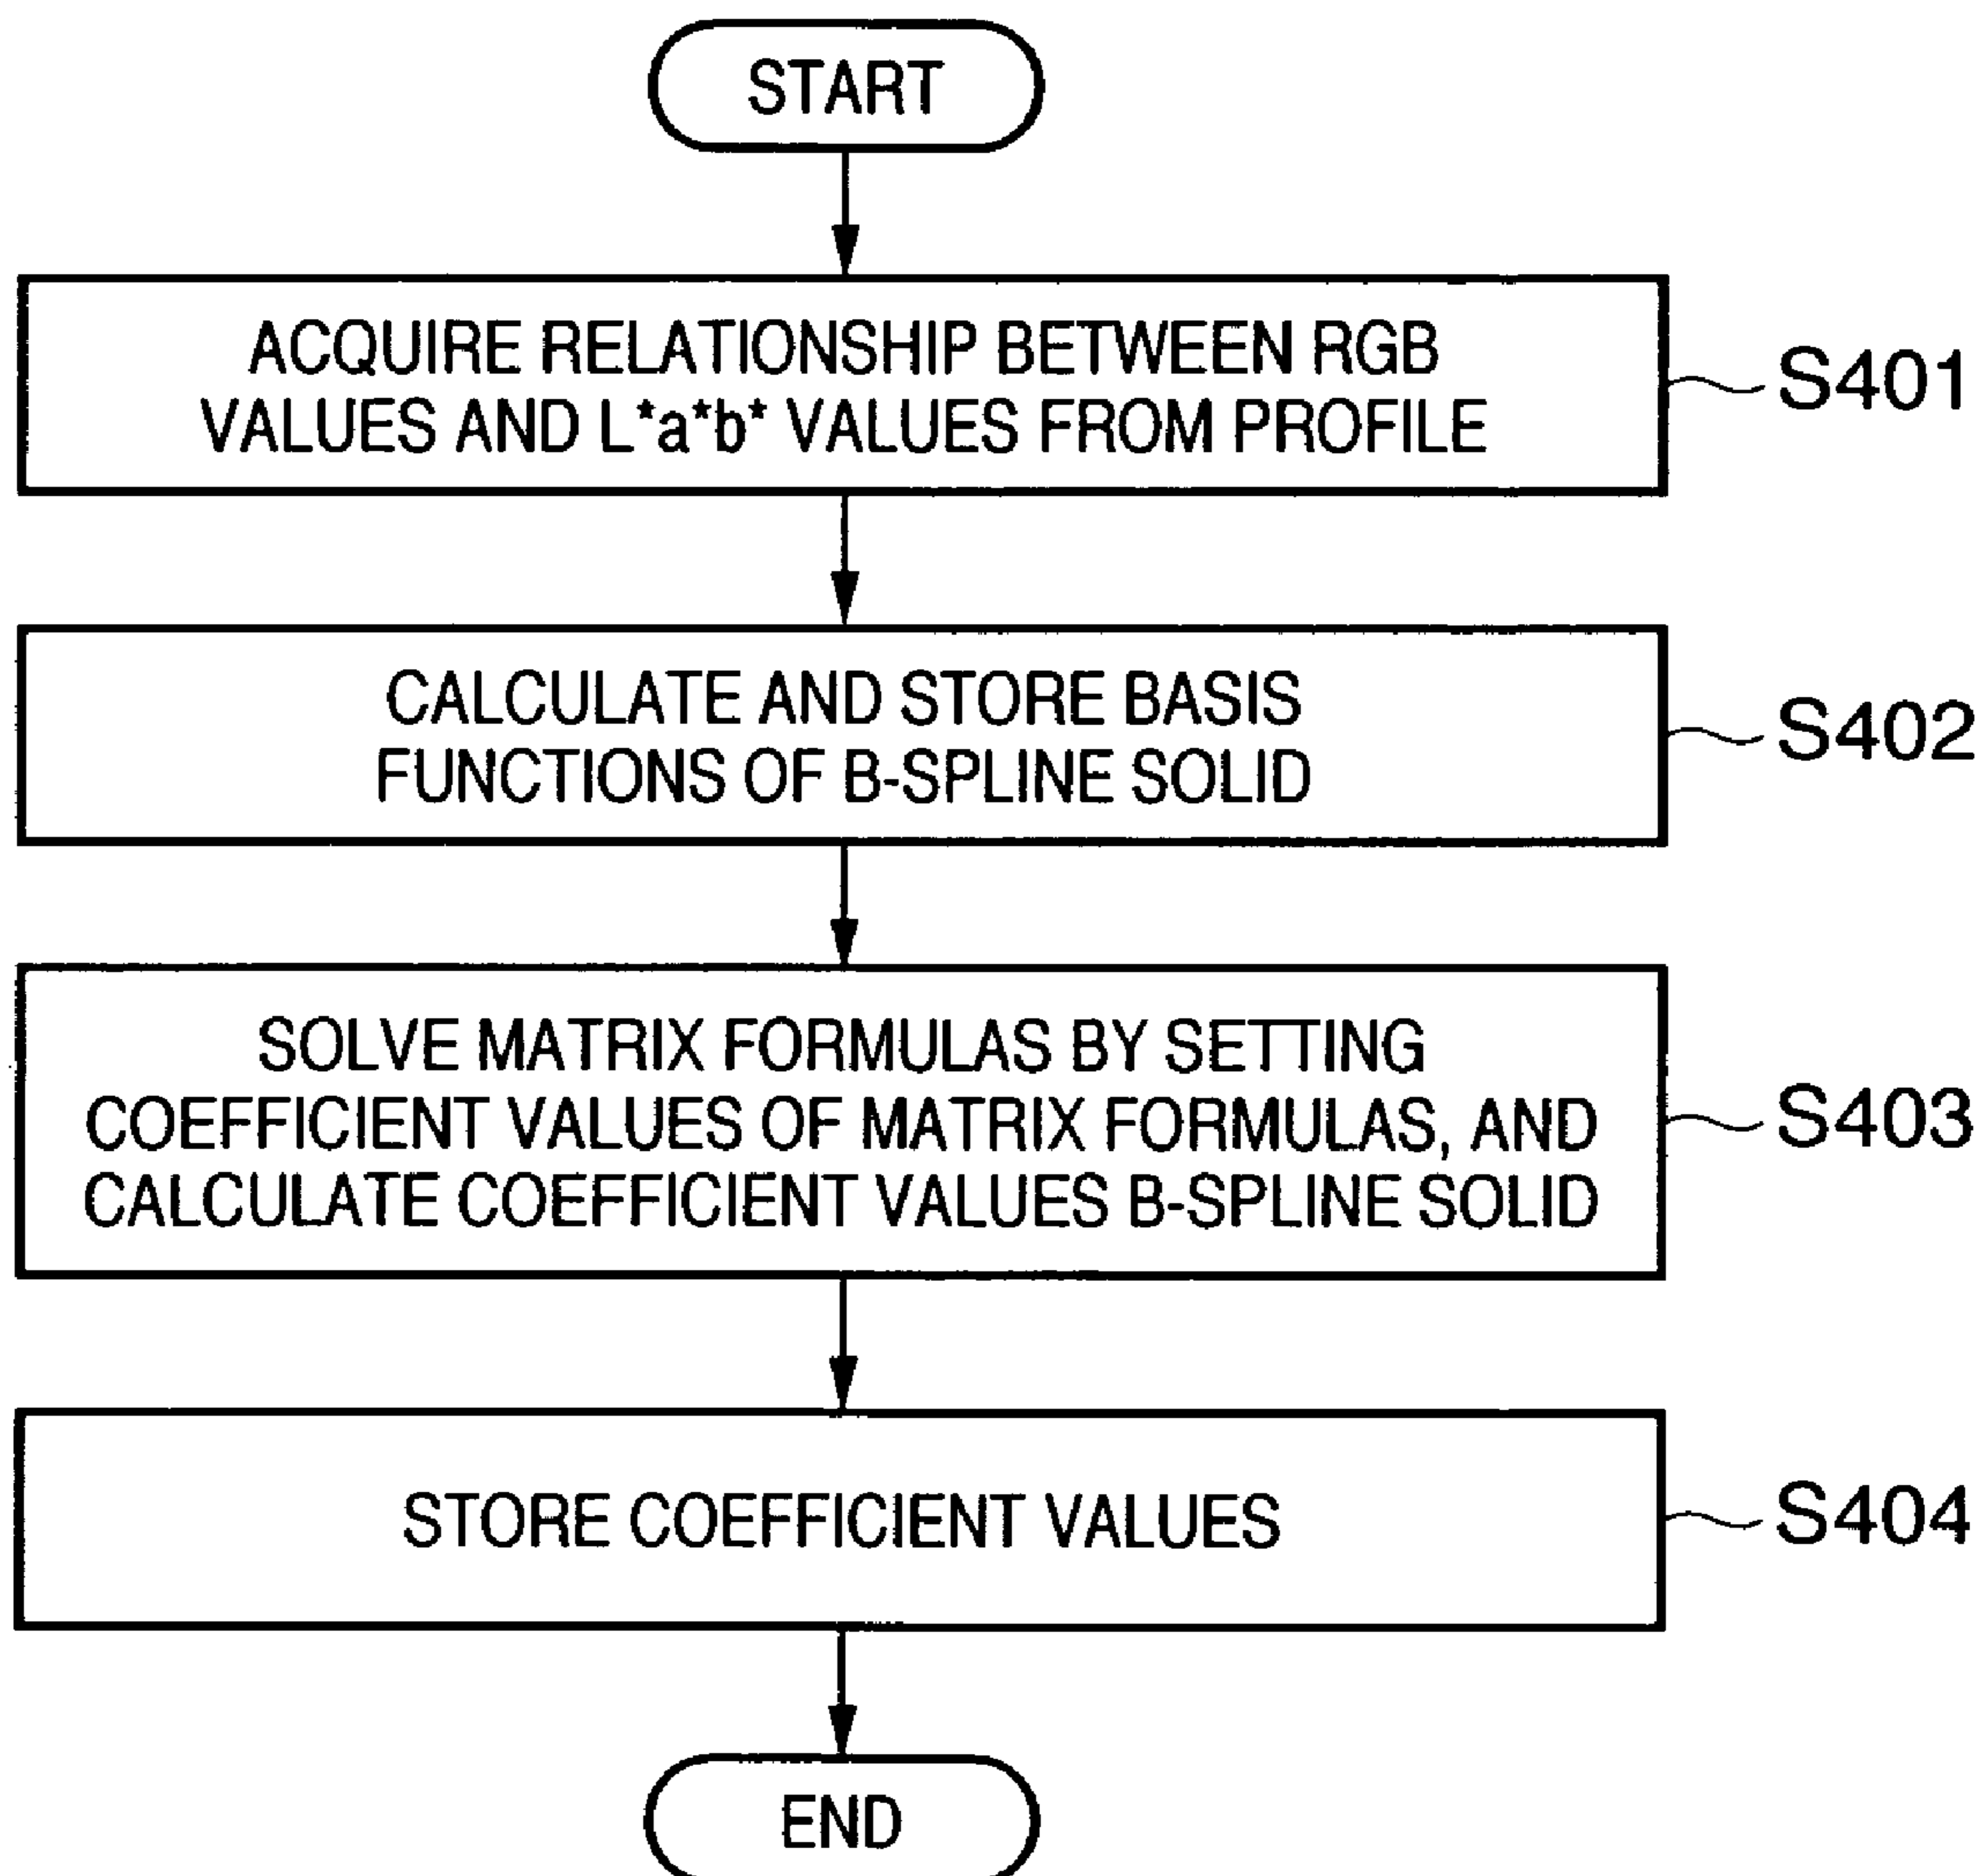 START
ACQUIRE RELATIONSHIP BETWEEN RGB
VALUES AND L*a*b* VALUES FROM PROFILE
S401
CALCULATE AND STORE BASIS
FUNCTIONS OF B-SPLINE SOLID
S402
SOLVE MATRIX FORMULAS BY SETTING
COEFFICIENT VALUES OF MATRIX FORMULAS, AND
CALCULATE COEFFICIENT VALUES B-SPLINE SOLID
S403
STORE COEFFICIENT VALUES
S404
END